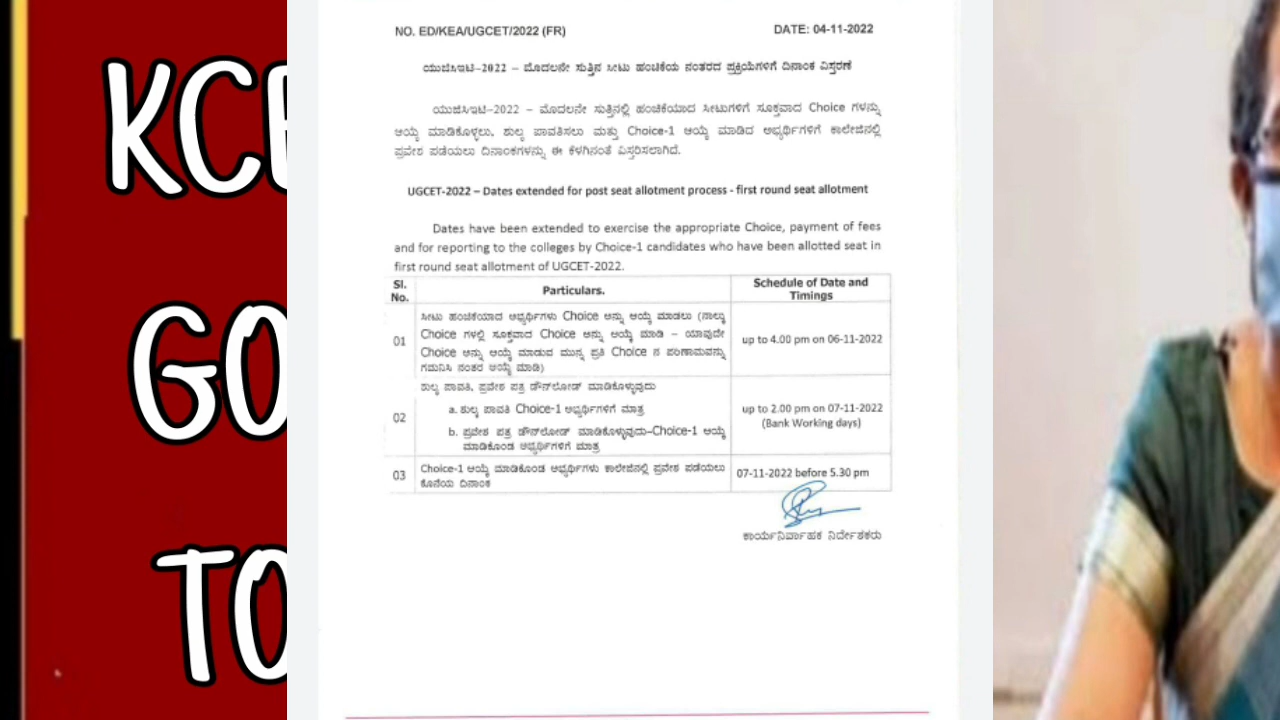 KCE
GO
TO
NO. ED/KEA/UGCET/2022 (FR)
DATE: 04-11-2022
ಯುಜಿಸಿಇಟಿ–2022 – ಮೊದಲನೇ ಸುತ್ತಿನ ಸೀಟು ಹಂಚಿಕೆಯ ನಂತರದ ಪ್ರಕ್ರಿಯೆಗಳಿಗೆ ದಿನಾಂಕ ವಿಸ್ತರಣೆ
ಯುಜಿಸಿಇಟಿ–2022 – ಮೊದಲನೇ ಸುತ್ತಿನಲ್ಲಿ ಹಂಚಿಕೆಯಾದ ಸೀಟುಗಳಿಗೆ ಸೂಕ್ತವಾದ Choice ಗಳನ್ನು
ಆಯ್ಕೆ ಮಾಡಿಕೊಳ್ಳಲು, ಶುಲ್ಕ ಪಾವತಿಸಲು ಮತ್ತು Choice-1 ಆಯ್ಕೆ ಮಾಡಿದ ಅಭ್ಯರ್ಥಿಗಳಿಗೆ ಕಾಲೇಜಿನಲ್ಲಿ
ಪ್ರವೇಶ ಪಡೆಯಲು ದಿನಾಂಕಗಳನ್ನು ಈ ಕೆಳಗಿನಂತೆ ವಿಸ್ತರಿಸಲಾಗಿದೆ.
UGCET-2022 – Dates extended for post seat allotment process - first round seat allotment
Dates have been extended to exercise the appropriate Choice, payment of fees
and for reporting to the colleges by Choice-1 candidates who have been allotted seat in
first round seat allotment of UGCET-2022.
Sl. No.
Particulars.
Schedule of Date and
Timings
01
ಸೀಟು ಹಂಚಿಕೆಯಾದ ಅಭ್ಯರ್ಥಿಗಳು Choice ಅನ್ನು ಆಯ್ಕೆ ಮಾಡಲು (ನಾಲ್ಕು
Choice ಗಳಲ್ಲಿ ಸೂಕ್ತವಾದ Choice ಅನ್ನು ಆಯ್ಕೆ ಮಾಡಿ – ಯಾವುದೇ
Choice ಅನ್ನು ಆಯ್ಕೆ ಮಾಡುವ ಮುನ್ನ ಪ್ರತಿ Choice ನ ಪರಿಣಾಮವನ್ನು
ಗಮನಿಸಿ ನಂತರ ಆಯ್ಕೆ ಮಾಡಿ)
up to 4.00 pm on 06-11-2022
02
ಶುಲ್ಕ ಪಾವತಿ, ಪ್ರವೇಶ ಪತ್ರ ಡೌನ್‌ಲೋಡ್ ಮಾಡಿಕೊಳ್ಳುವುದು
a. ಶುಲ್ಕ ಪಾವತಿ Choice-1 ಅಭ್ಯರ್ಥಿಗಳಿಗೆ ಮಾತ್ರ
b. ಪ್ರವೇಶ ಪತ್ರ ಡೌನ್‌ಲೋಡ್ ಮಾಡಿಕೊಳ್ಳುವುದು–Choice-1 ಆಯ್ಕೆ
ಮಾಡಿಕೊಂಡ ಅಭ್ಯರ್ಥಿಗಳಿಗೆ ಮಾತ್ರ
up to 2.00 pm on 07-11-2022
(Bank Working days)
03
Choice-1 ಆಯ್ಕೆ ಮಾಡಿಕೊಂಡ ಅಭ್ಯರ್ಥಿಗಳು ಕಾಲೇಜಿನಲ್ಲಿ ಪ್ರವೇಶ ಪಡೆಯಲು
ಕೊನೆಯ ದಿನಾಂಕ
07-11-2022 before 5.30 pm
ಕಾರ್ಯನಿರ್ವಾಹಕ ನಿರ್ದೇಶಕರು